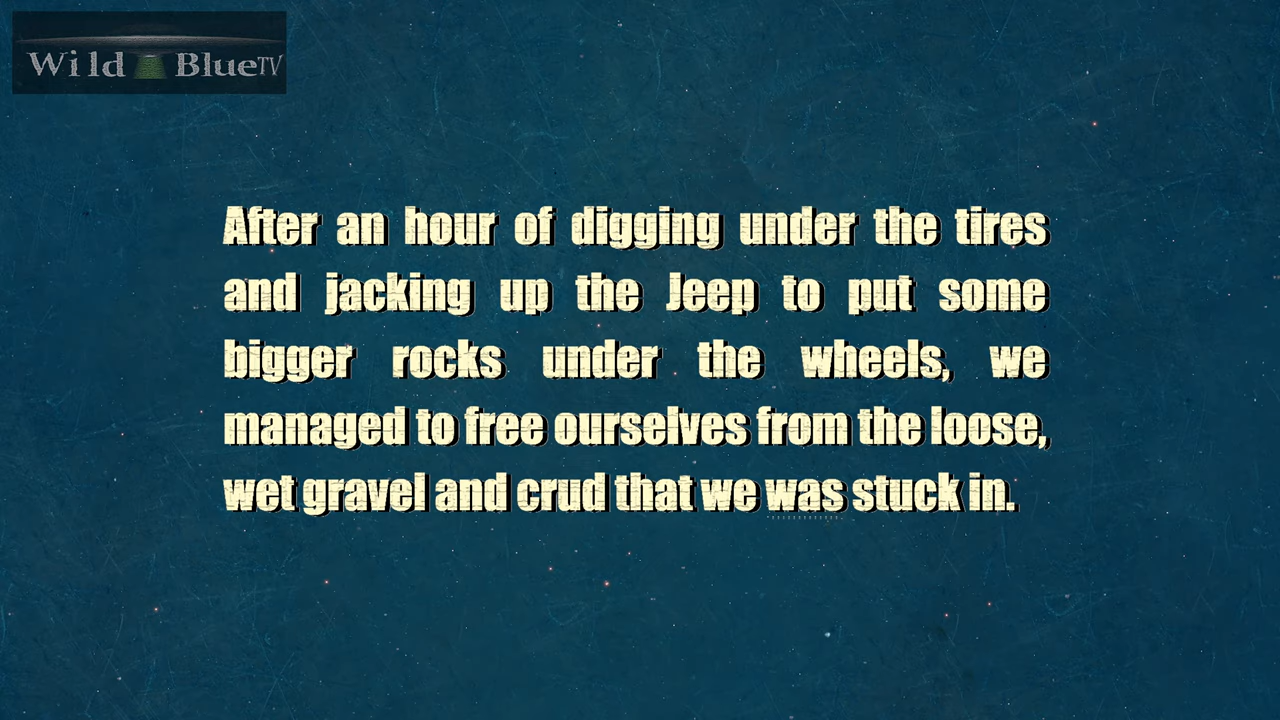 Wild BlueTV
After an hour of digging under the tires
and jacking up the Jeep to put some
bigger rocks under the wheels, we
managed to free ourselves from the loose,
wet gravel and crud that we was stuck in.